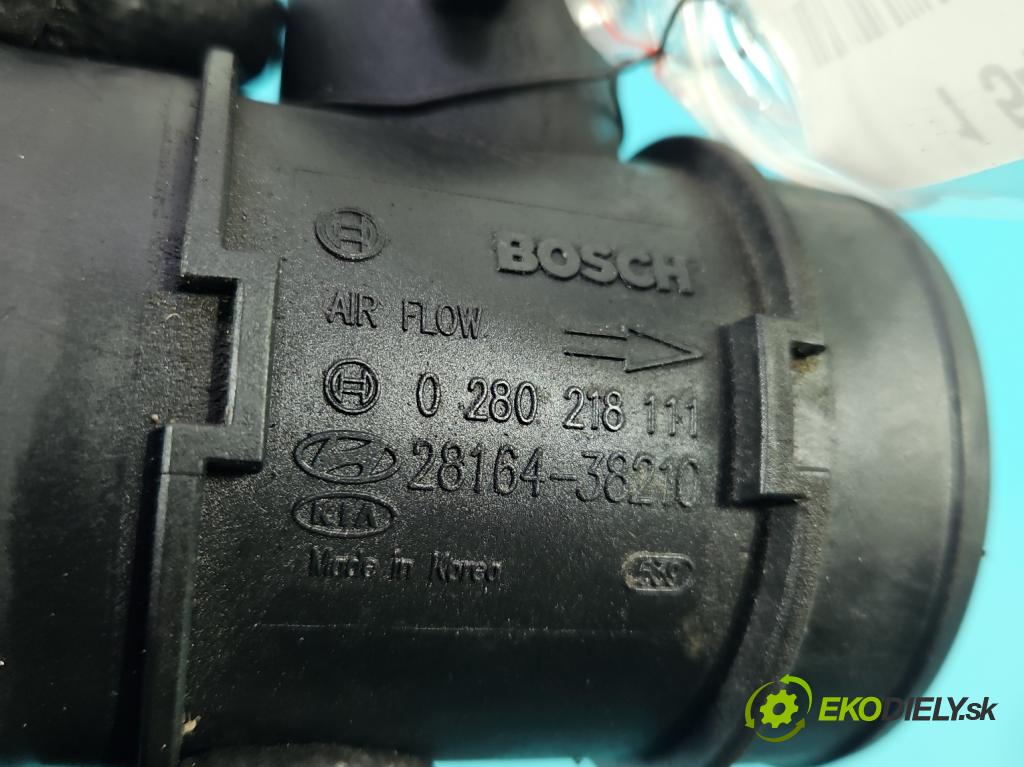 BOSCH
AIR FLOW
0 280 218 111
28164-38210
KIA
Made in Korea
EKODIELY.sk